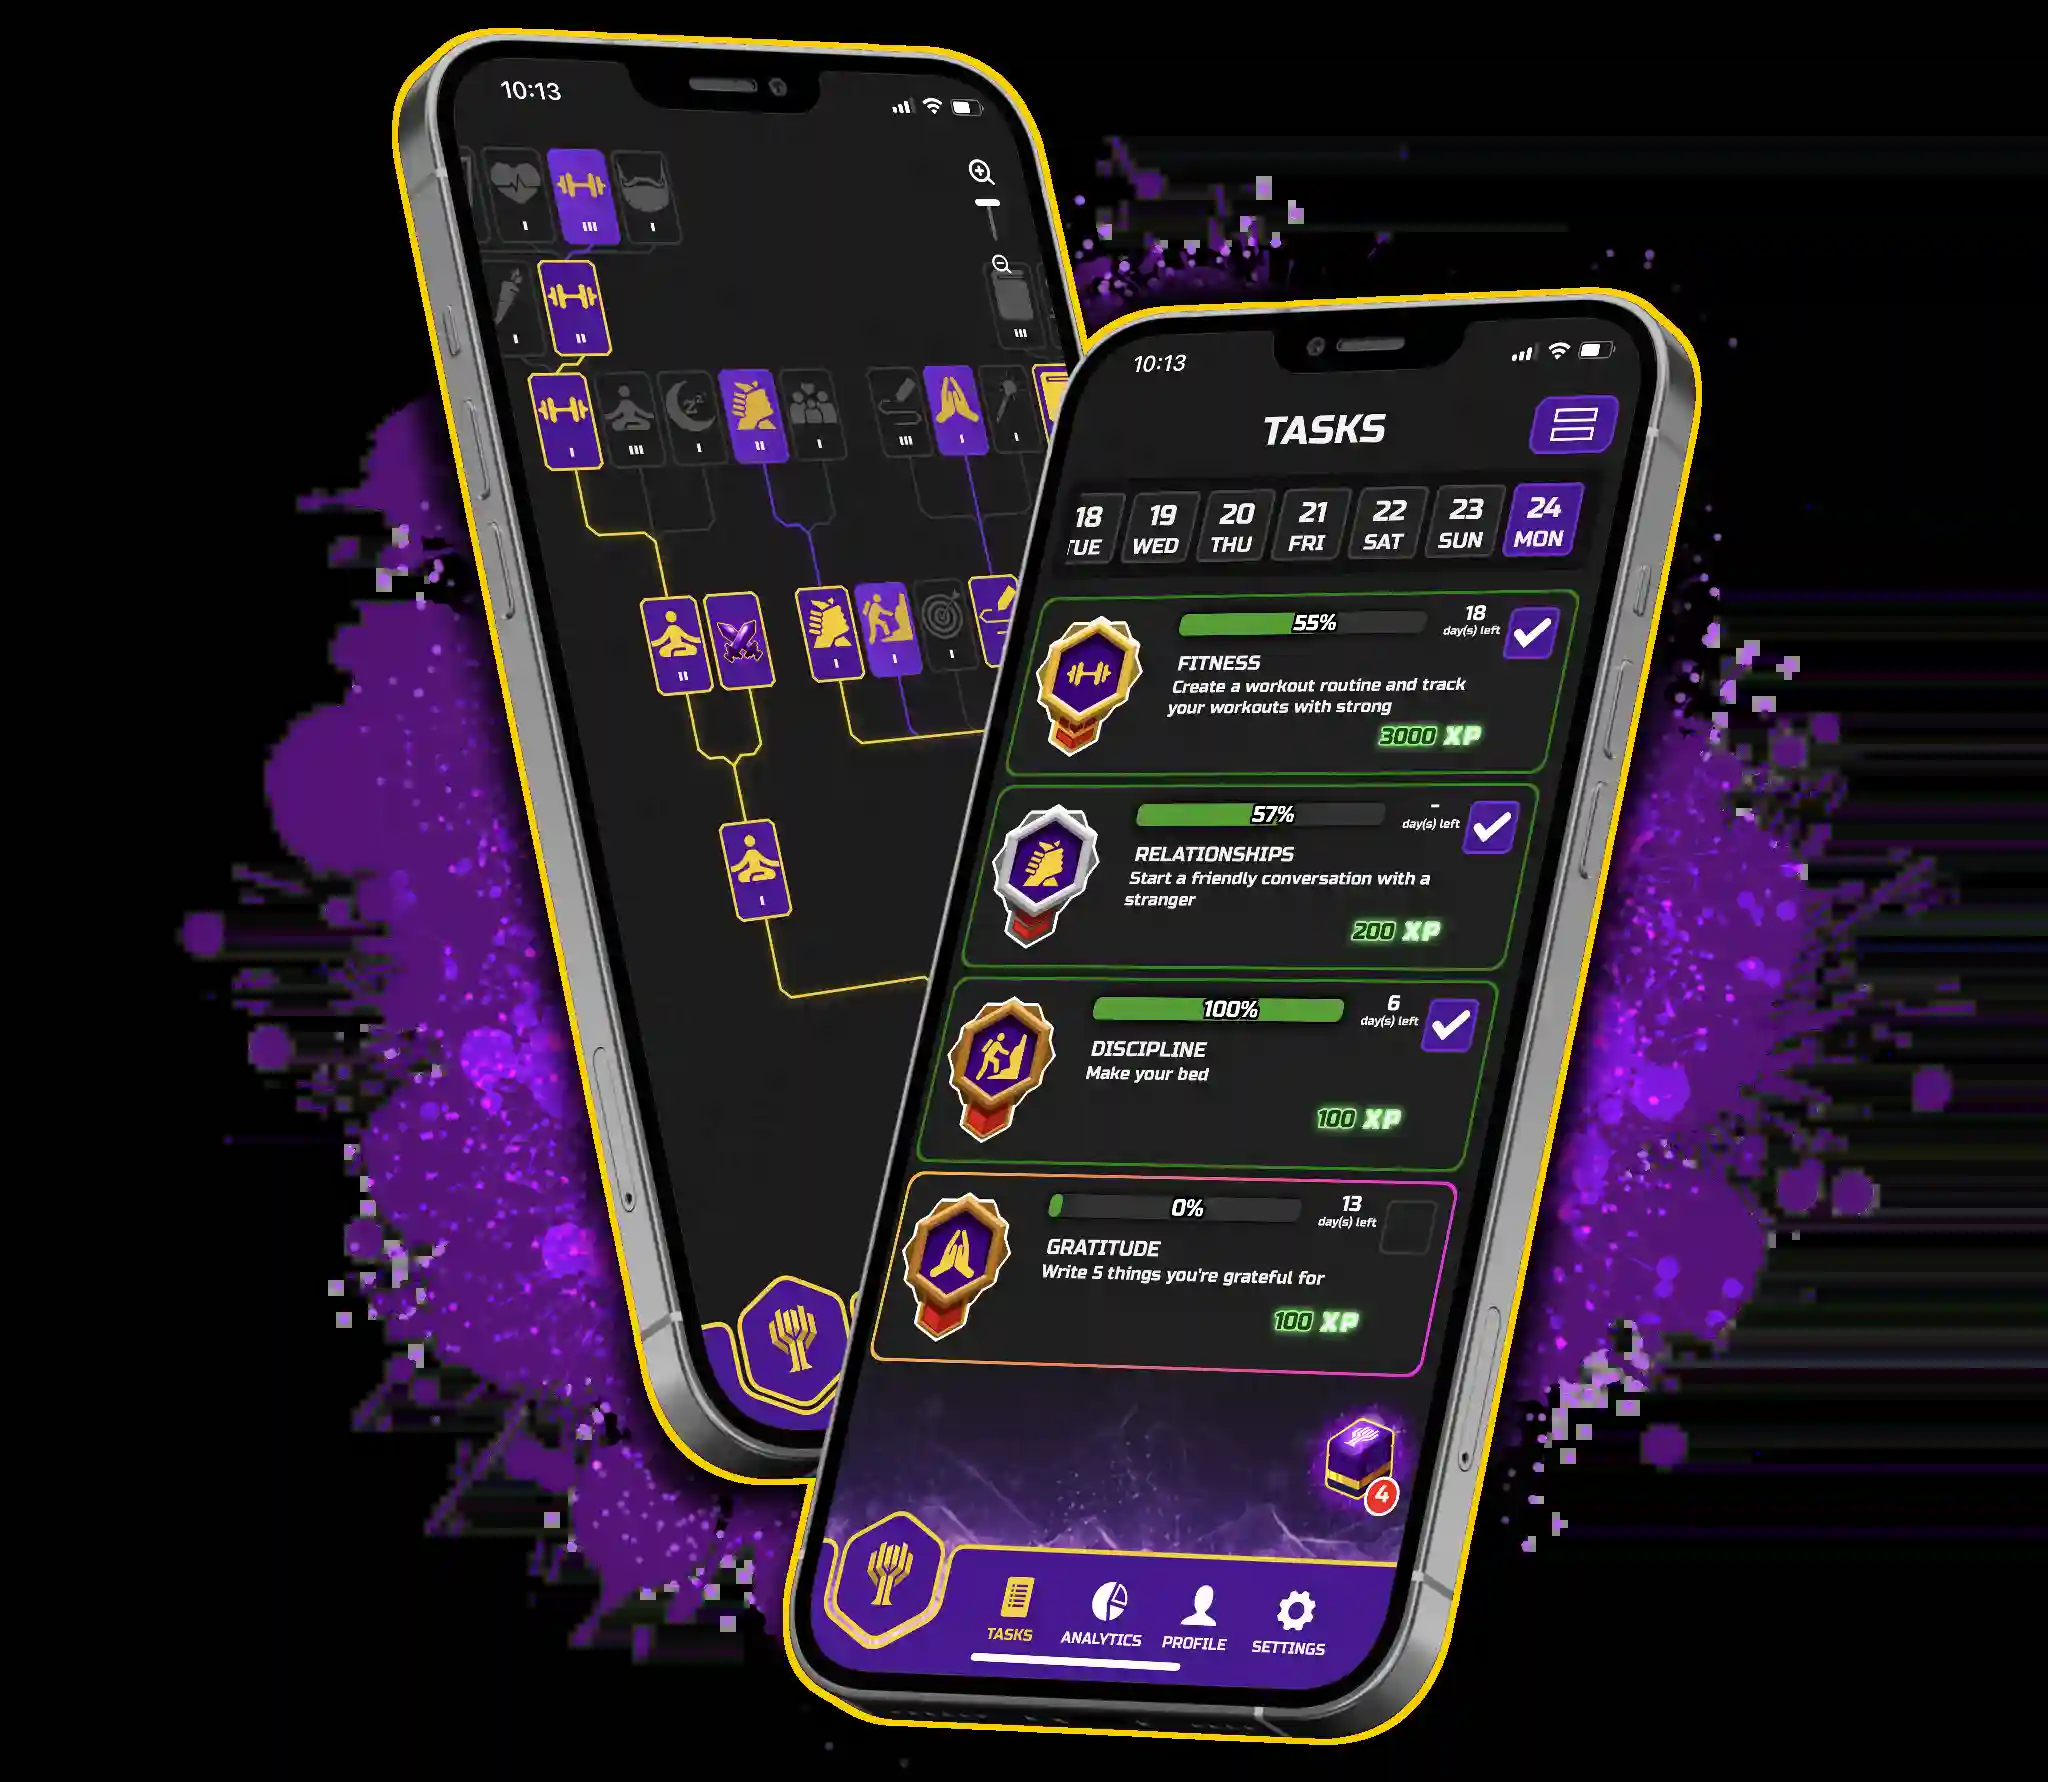 10:13
I
III
I
I
II
III
I
III
I
II
I
III
I
I
II
I
I
I
I
10:13
TASKS
18
TUE
19
WED
20
THU
21
FRI
22
SAT
23
SUN
24
MON
55%
18
day(s) left
FITNESS
Create a workout routine and track
your workouts with strong
3000 XP
57%
-
day(s) left
RELATIONSHIPS
Start a friendly conversation with a
stranger
200 XP
100%
6
day(s) left
DISCIPLINE
Make your bed
100 XP
0%
13
day(s) left
GRATITUDE
Write 5 things you're grateful for
100 XP
4
TASKS
ANALYTICS
PROFILE
SETTINGS